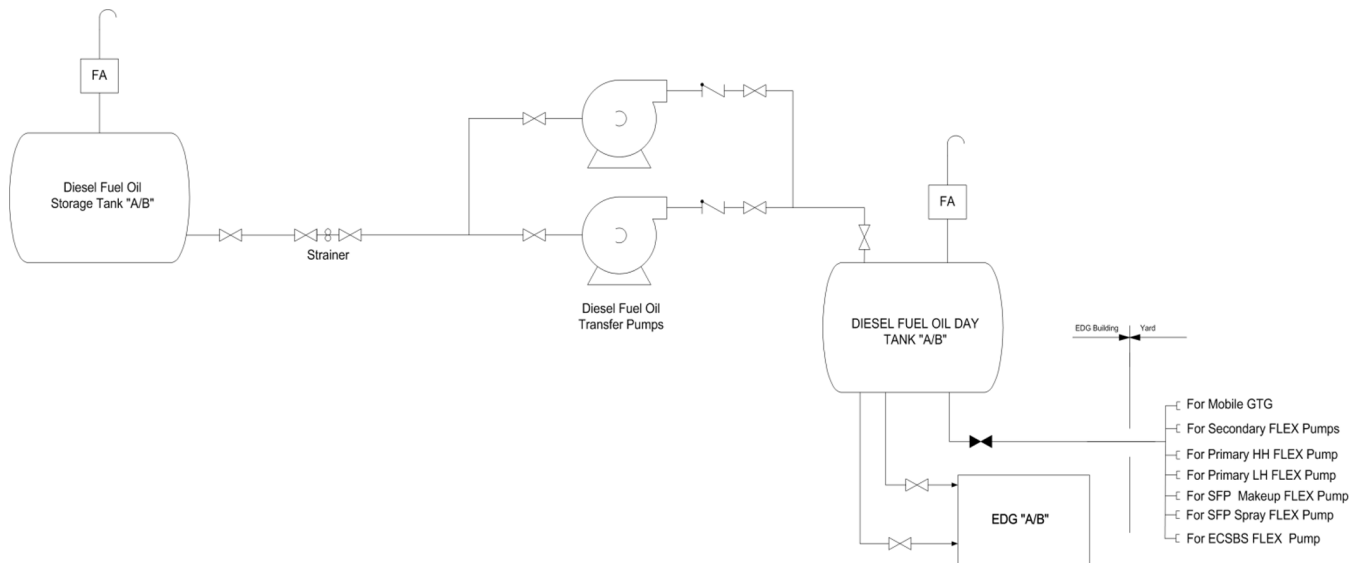 FA
Diesel Fuel Oil
Storage Tank "A/B"
Strainer
Diesel Fuel Oil
Transfer Pumps
FA
DIESEL FUEL OIL DAY
TANK "A/B"
EDG Building
Yard
For Mobile GTG
For Secondary FLEX Pumps
For Primary HH FLEX Pump
For Primary LH FLEX Pump
For SFP Makeup FLEX Pump
For SFP Spray FLEX Pump
For ECSBS FLEX Pump
EDG "A/B"